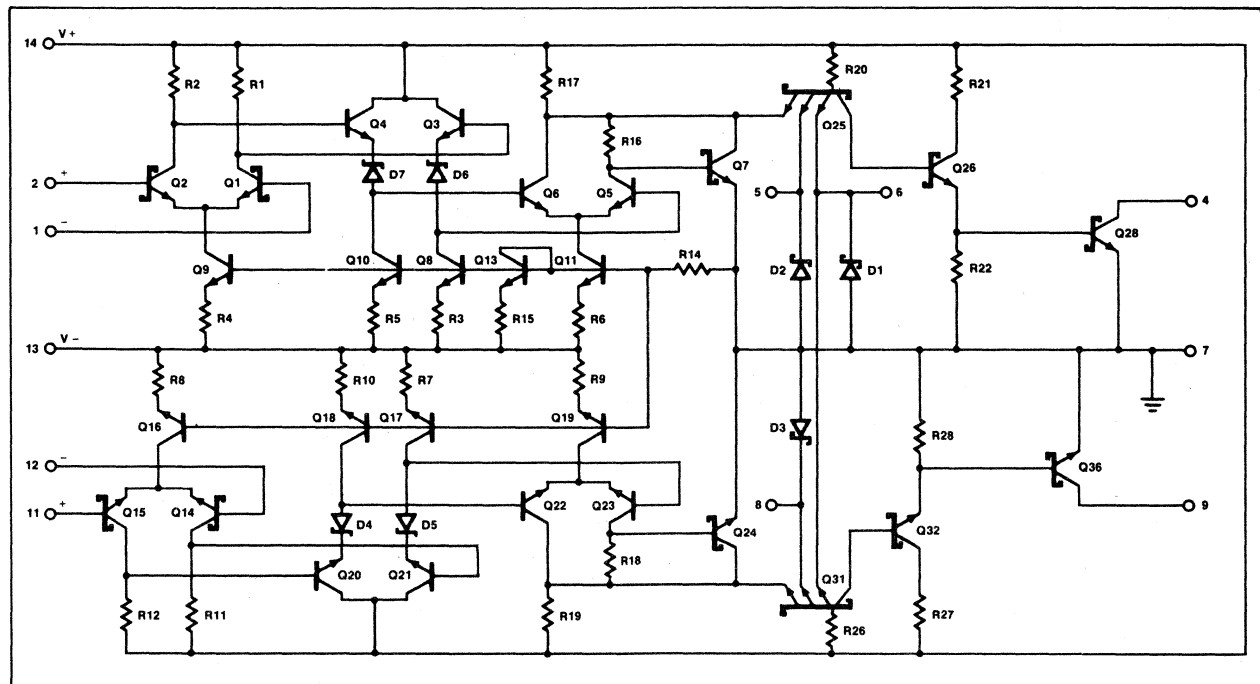 14 V+
R2 R1 R17 R20 R21
Q4 Q3 R16 Q25
D7 D6 Q7 Q26
2 + Q2 Q1 Q6 Q5 5 6 4
1 − Q28
Q9 Q10 Q8 Q13 Q11 R14 D2 D1 R22
R4 R5 R3 R15 R6
13 V− 7
R8 R10 R7 R9
Q16 Q18 Q17 Q19 D3 R28
12 − Q36
11 + Q15 Q14 D4 D5 Q22 Q23 8 9
Q24 Q32
Q20 Q21 R18 Q31
R12 R11 R19 R26 R27